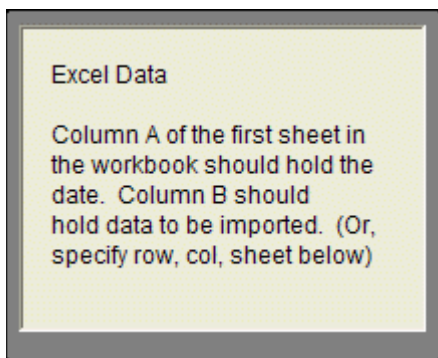 Excel Data
Column A of the first sheet in
the workbook should hold the
date.  Column B should
hold data to be imported.  (Or,
specify row, col, sheet below)